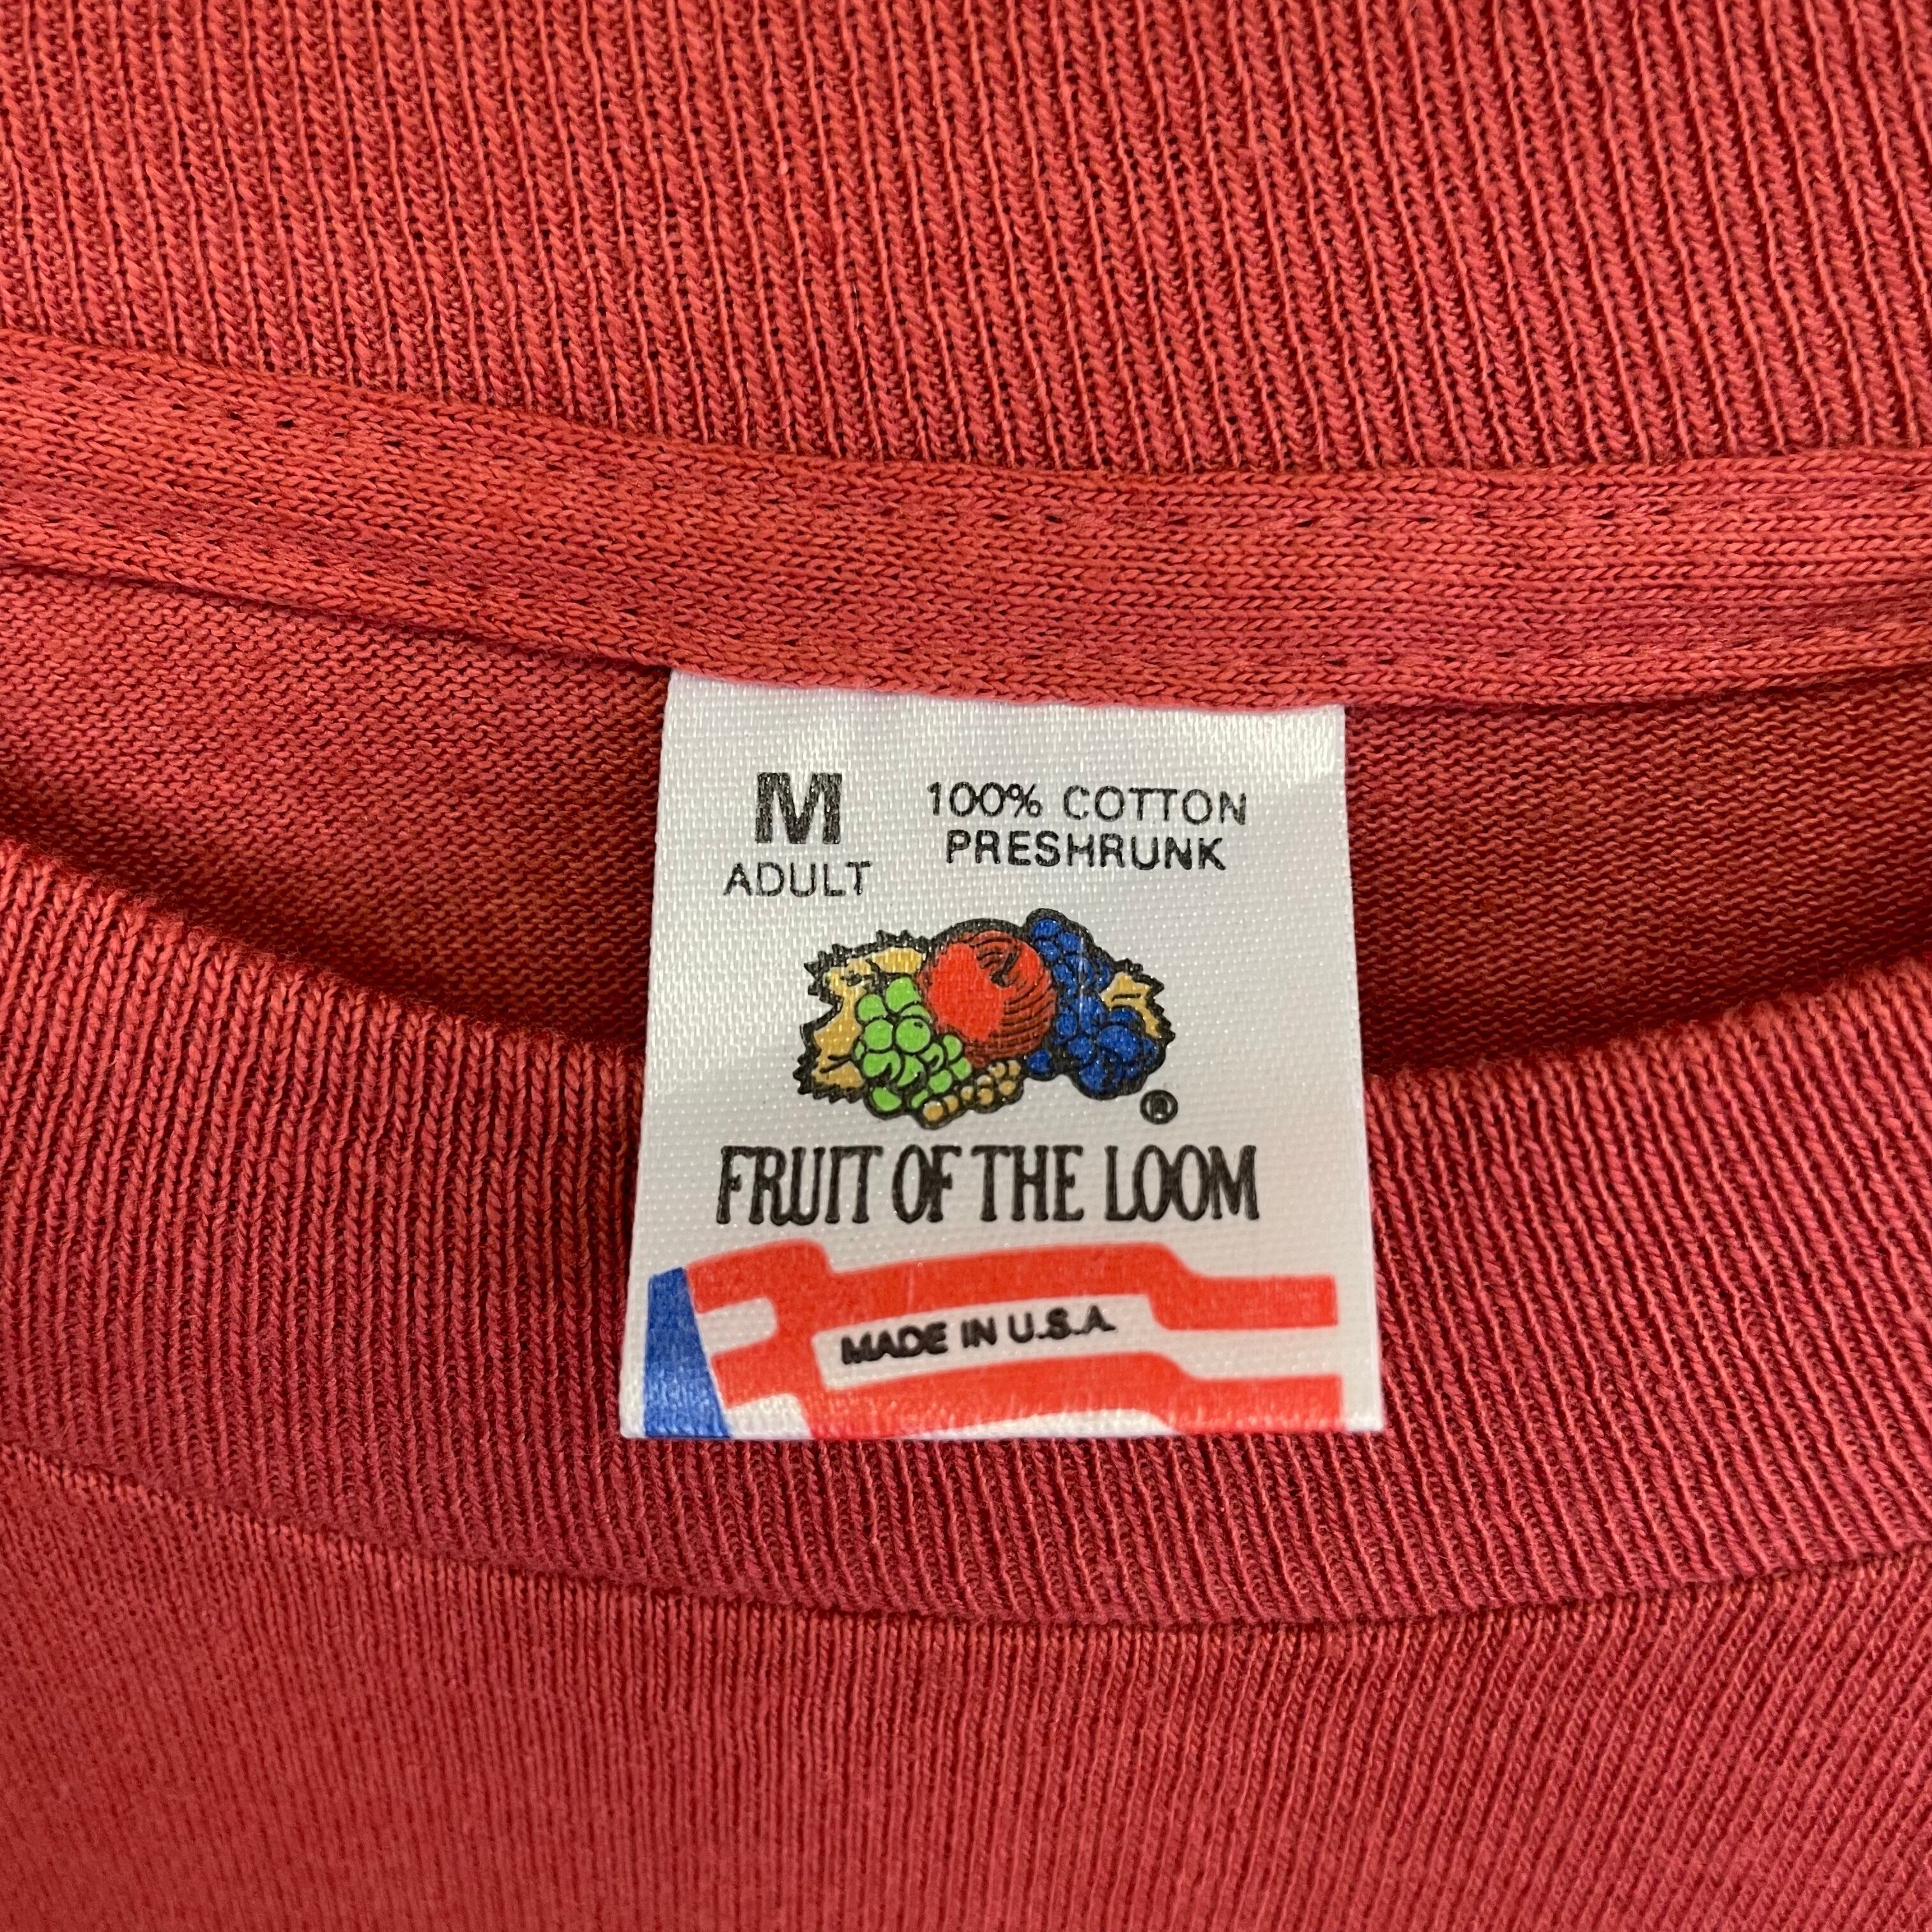 M
ADULT
100% COTTON
PRESHRUNK
®
FRUIT OF THE LOOM
MADE IN U.S.A.